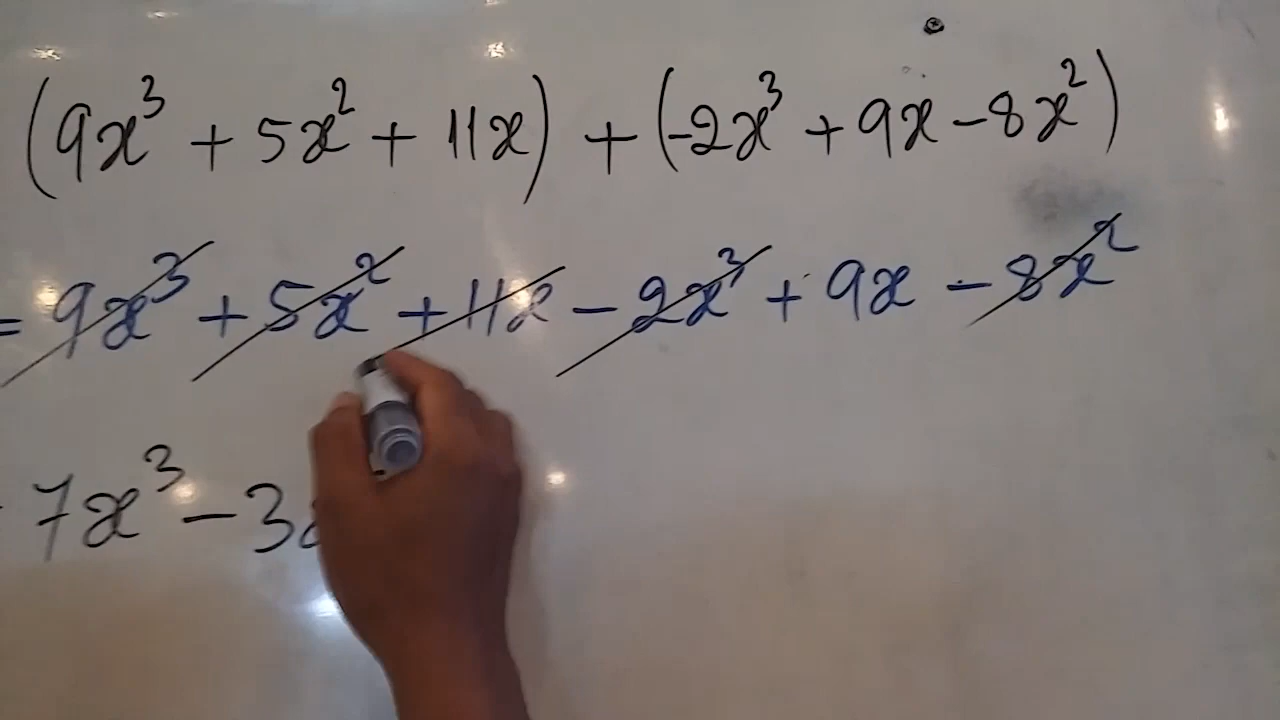 (9x³ + 5x² + 11x) + (-2x³ + 9x - 8x²)
= 9x³ + 5x² + 11x - 2x³ + 9x - 8x²
7x³ - 3